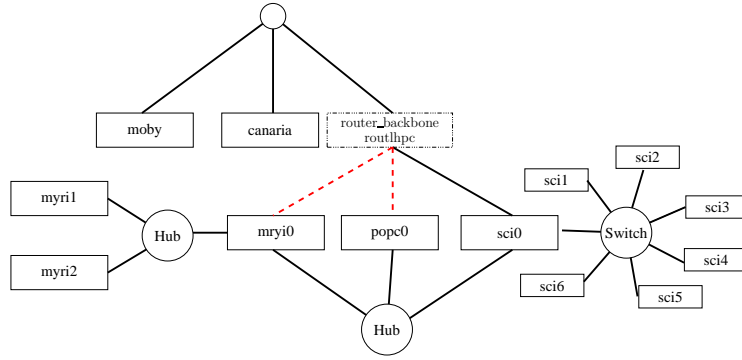 moby
canaria
router_backbone
routlhpc
myri1
myri2
Hub
mryi0
popc0
sci0
Switch
sci1
sci2
sci3
sci4
sci5
sci6
Hub